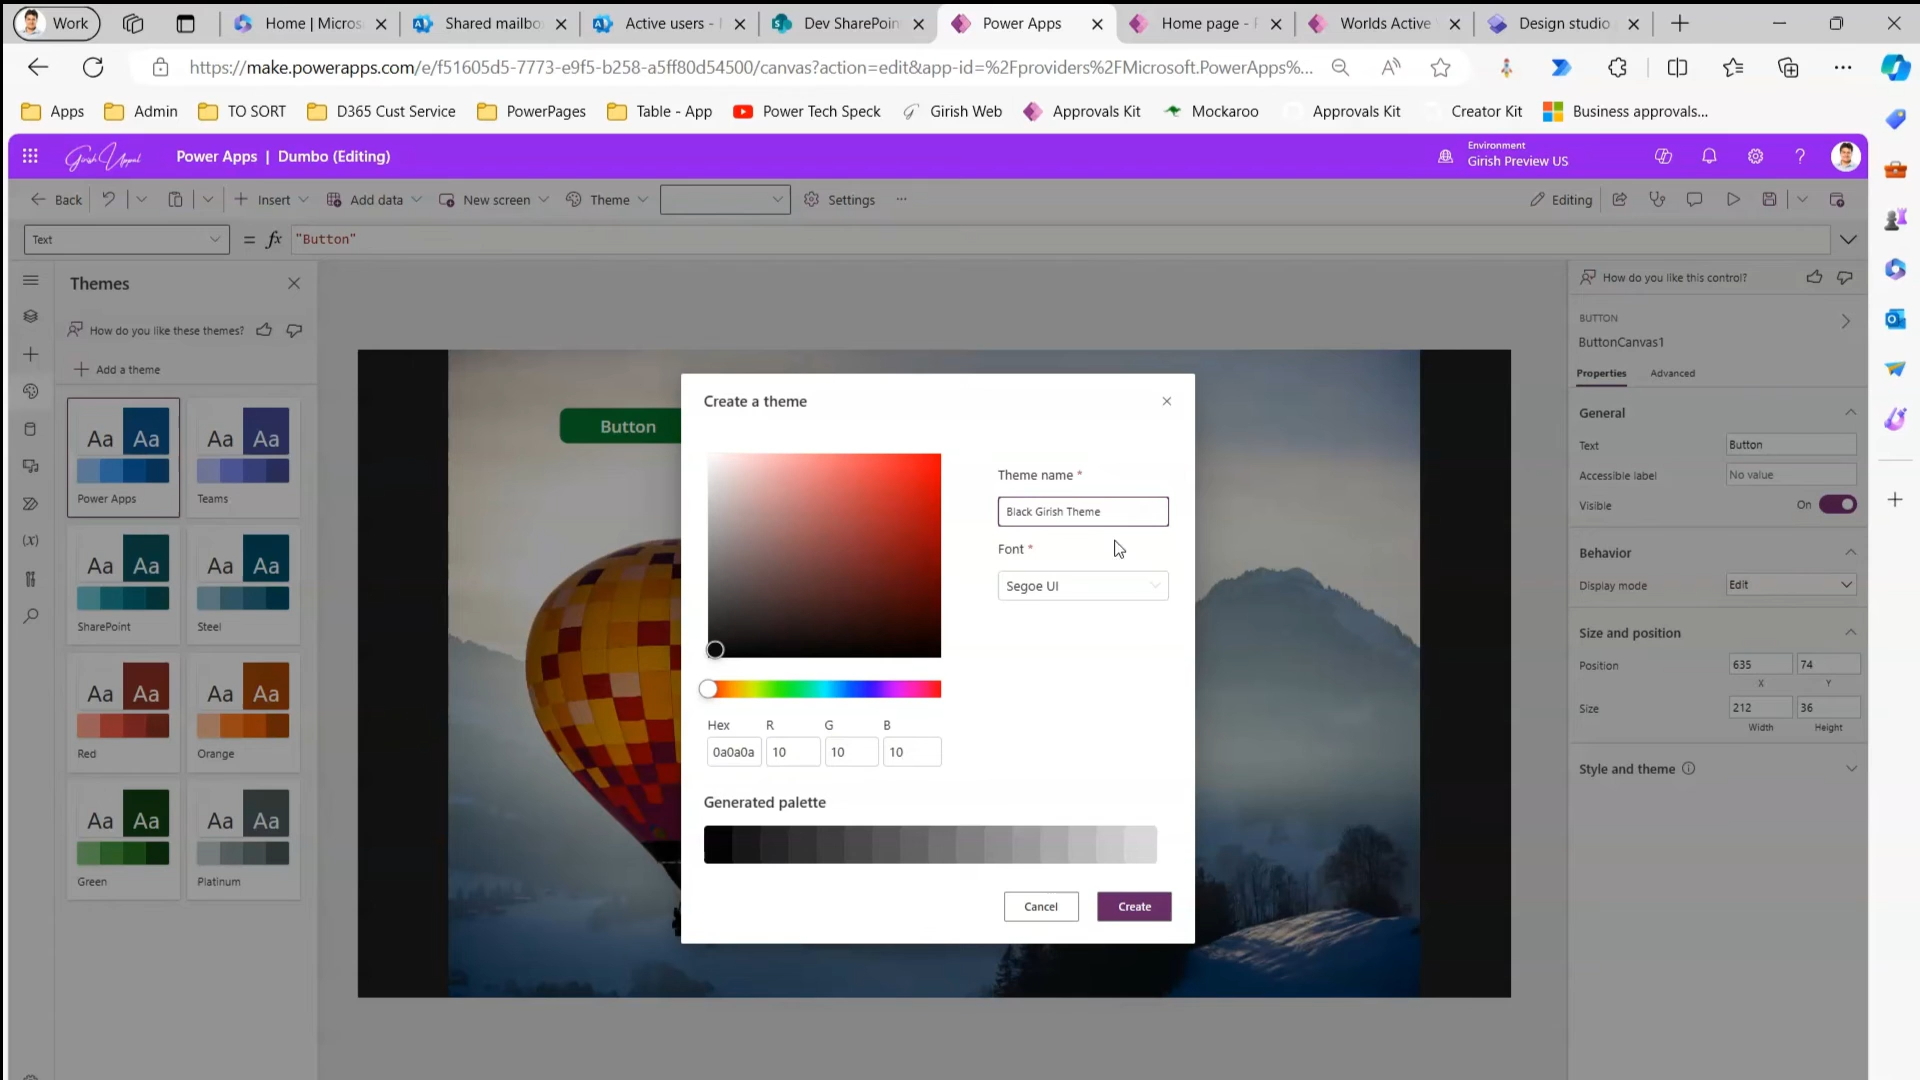 Work
Home | Micros
Shared mailbo
Active users -
Dev SharePoin
Power Apps
Home page -
Worlds Active
Design studio
https://make.powerapps.com/e/f51605d5-7773-e9f5-b258-a5ff80d54500/canvas?action=edit&app-id=%2Fproviders%2FMicrosoft.PowerApps%...
Apps
Admin
TO SORT
D365 Cust Service
PowerPages
Table - App
Power Tech Speck
Girish Web
Approvals Kit
Mockaroo
Approvals Kit
Creator Kit
Business approvals...
Girish Uppal
Power Apps | Dumbo (Editing)
Environment
Girish Preview US
Back
Insert
Add data
New screen
Theme
Settings
Editing
Text
= fx "Button"
Themes
How do you like these themes?
Add a theme
Aa Aa
Power Apps
Aa Aa
Teams
Aa Aa
SharePoint
Aa Aa
Steel
Aa Aa
Red
Aa Aa
Orange
Aa Aa
Green
Aa Aa
Platinum
Button
Create a theme
Theme name *
Black Girish Theme
Font *
Segoe UI
Hex R G B
0a0a0a 10 10 10
Generated palette
Cancel
Create
How do you like this control?
BUTTON
ButtonCanvas1
Properties
Advanced
General
Text
Button
Accessible label
No value
Visible
On
Behavior
Display mode
Edit
Size and position
Position
635 74
X Y
Size
212 36
Width Height
Style and theme